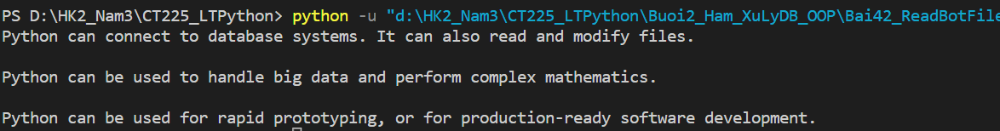 PS D:\HK2_Nam3\CT225_LTPython> python -u "d:\HK2_Nam3\CT225_LTPython\Buoi2_Ham_XuLyDB_OOP\Bai42_ReadBotFile
Python can connect to database systems. It can also read and modify files.
Python can be used to handle big data and perform complex mathematics.
Python can be used for rapid prototyping, or for production-ready software development.